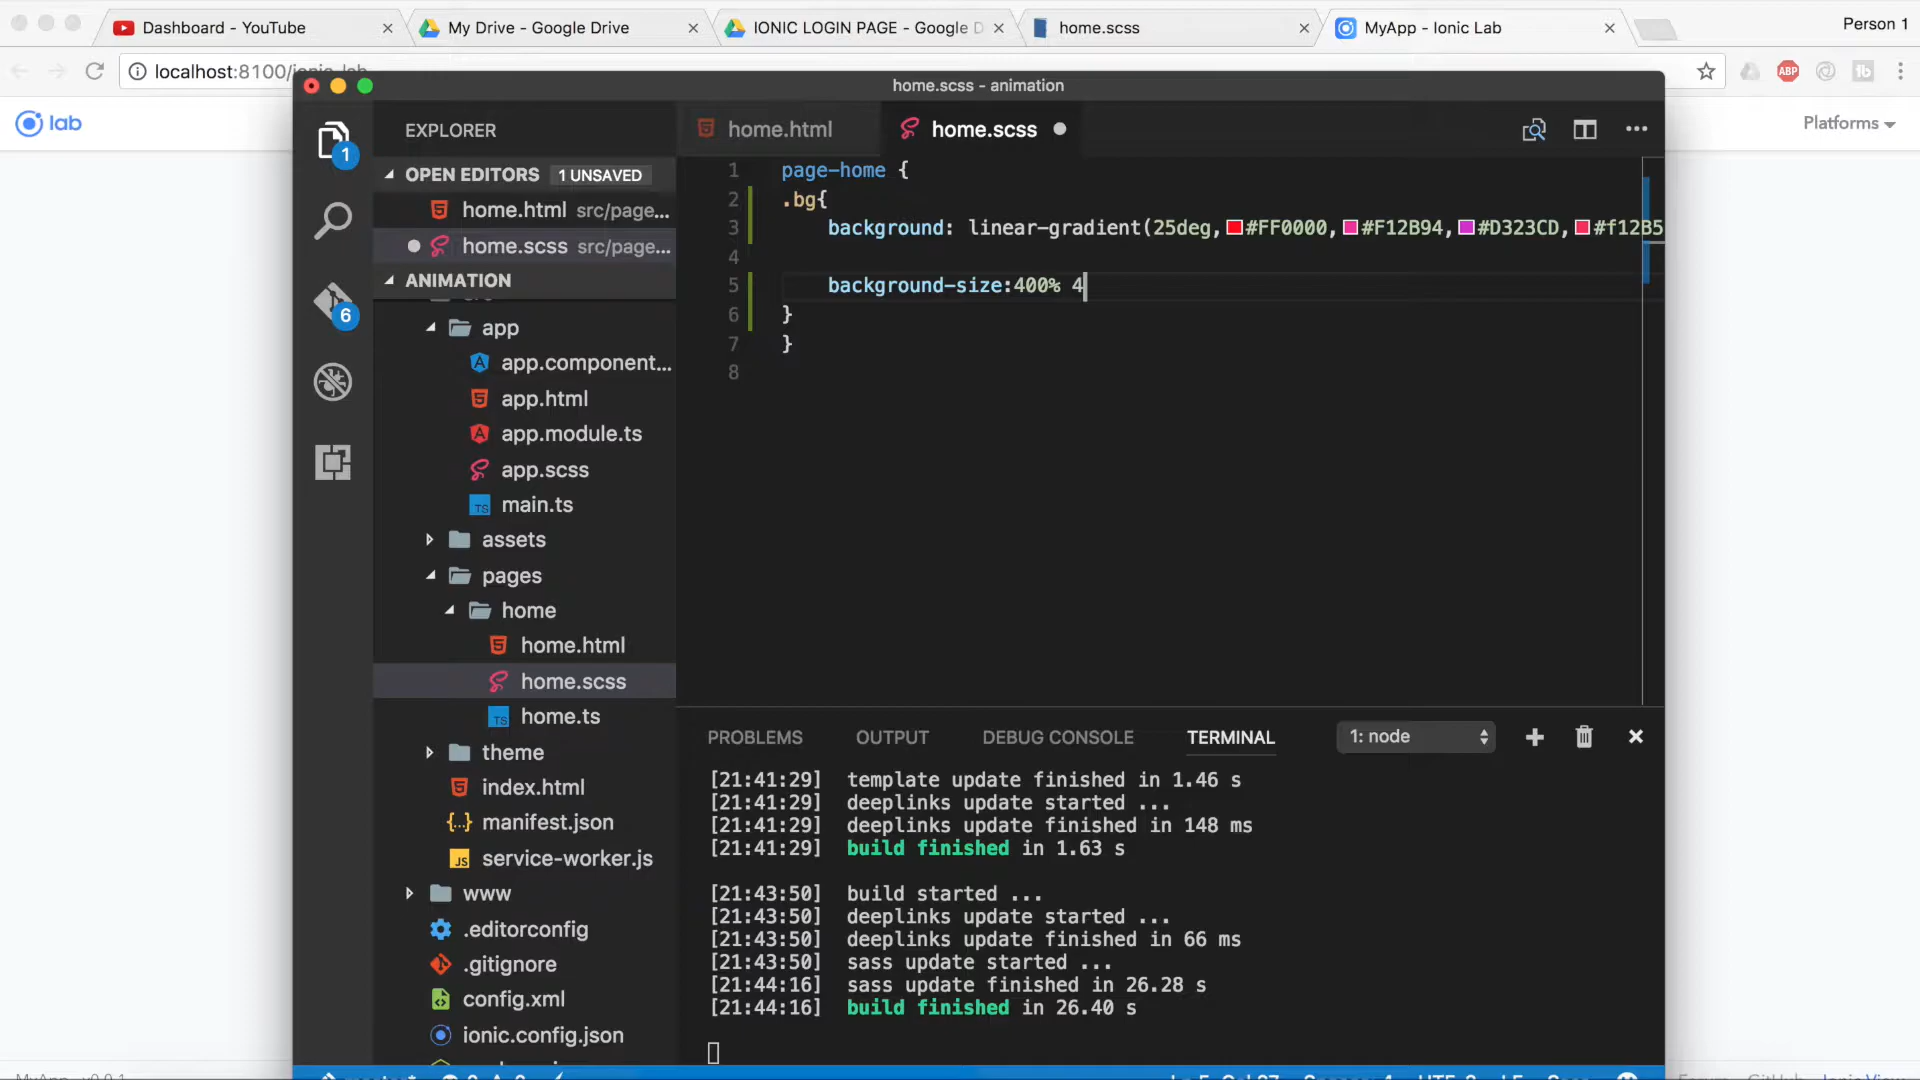 Dashboard - YouTube
My Drive - Google Drive
IONIC LOGIN PAGE - Google D
home.scss
MyApp - Ionic Lab
Person 1
localhost:8100/ionic-lab
ABP
lab
Platforms
home.scss - animation
EXPLORER
home.html
home.scss
1
OPEN EDITORS
1 UNSAVED
home.html src/page...
home.scss src/page...
ANIMATION
6
app
app.component...
app.html
app.module.ts
app.scss
TS main.ts
assets
pages
home
home.html
home.scss
TS home.ts
theme
index.html
{..} manifest.json
JS service-worker.js
www
.editorconfig
.gitignore
config.xml
ionic.config.json
1 page-home {
2 .bg{
3 background: linear-gradient(25deg,#FF0000,#F12B94,#D323CD,#f12B5
4
5 background-size:400% 4
6 }
7 }
8
PROBLEMS
OUTPUT
DEBUG CONSOLE
TERMINAL
1: node
[21:41:29] template update finished in 1.46 s
[21:41:29] deeplinks update started ...
[21:41:29] deeplinks update finished in 148 ms
[21:41:29] build finished in 1.63 s
[21:43:50] build started ...
[21:43:50] deeplinks update started ...
[21:43:50] deeplinks update finished in 66 ms
[21:43:50] sass update started ...
[21:44:16] sass update finished in 26.28 s
[21:44:16] build finished in 26.40 s